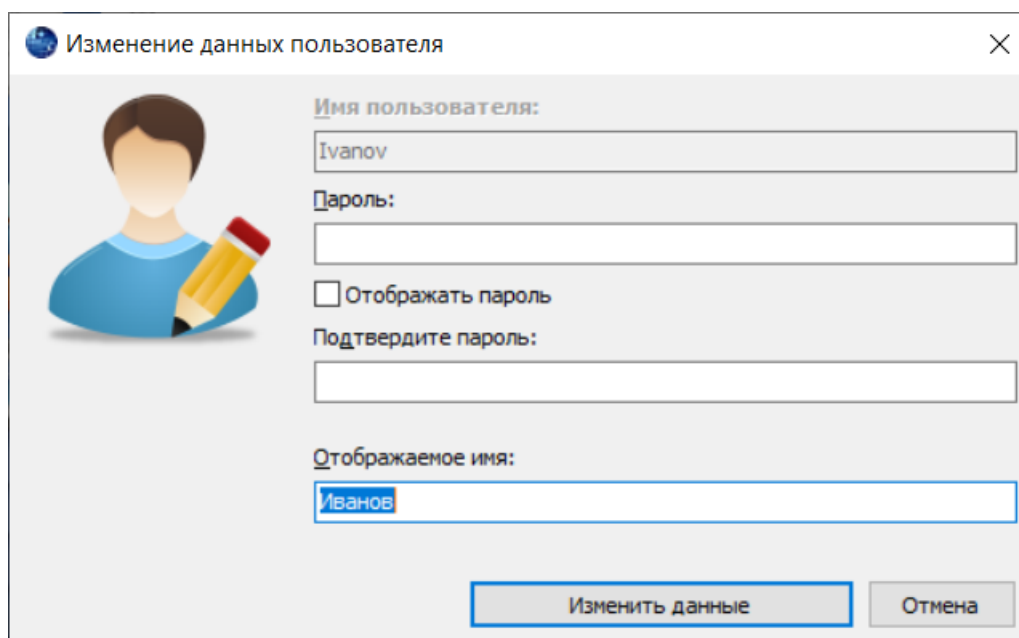 Изменение данных пользователя
Имя пользователя:
Ivanov
Пароль:
Отображать пароль
Подтвердите пароль:
Отображаемое имя:
Иванов
Изменить данные
Отмена